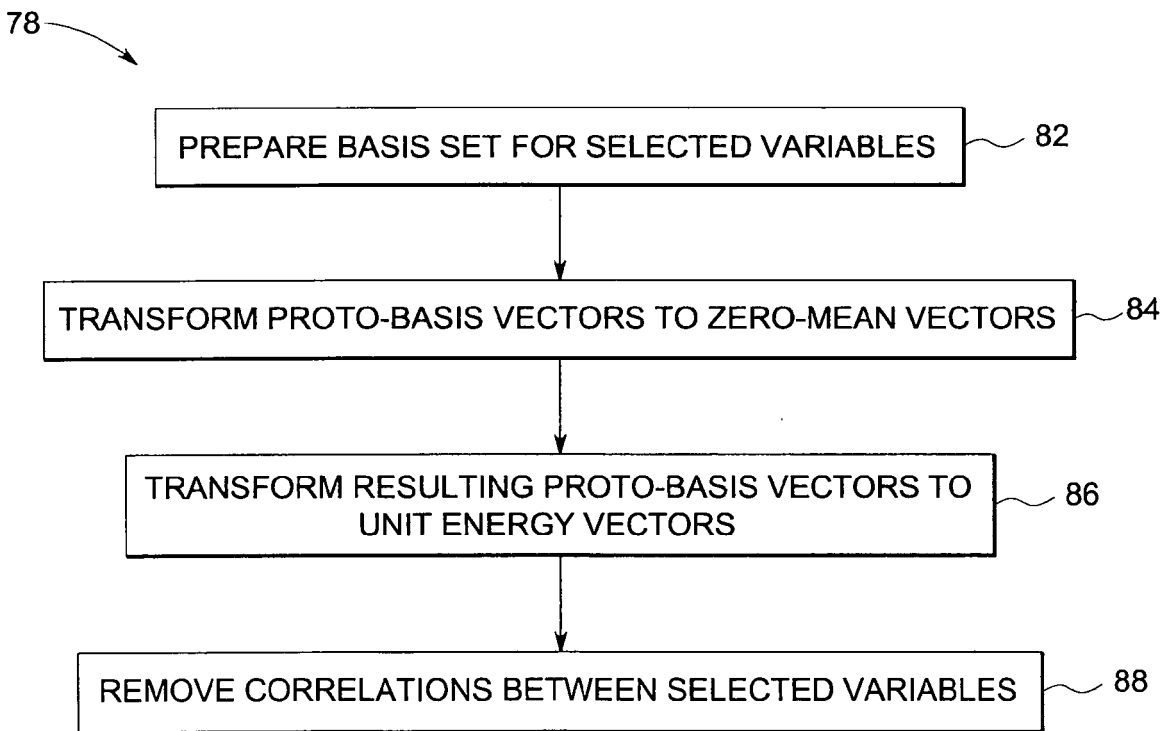 78
PREPARE BASIS SET FOR SELECTED VARIABLES
82
TRANSFORM PROTO-BASIS VECTORS TO ZERO-MEAN VECTORS
84
TRANSFORM RESULTING PROTO-BASIS VECTORS TO
UNIT ENERGY VECTORS
86
REMOVE CORRELATIONS BETWEEN SELECTED VARIABLES
88